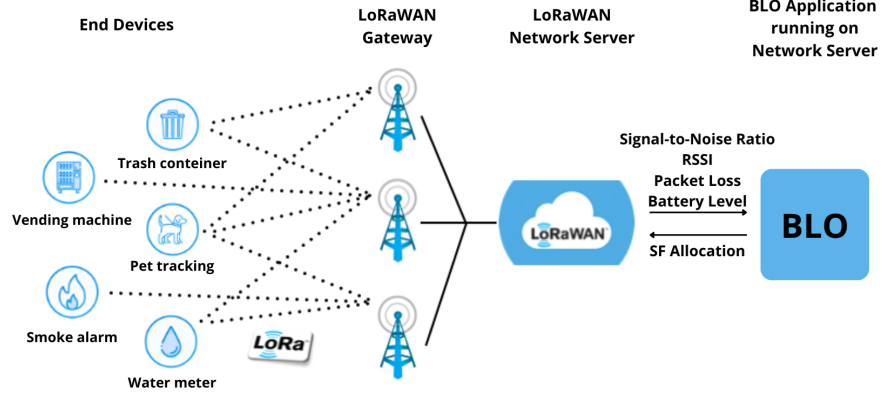 End Devices
LoRaWAN
Gateway
LoRaWAN
Network Server
BLO Application
running on
Network Server
Trash conteiner
Vending machine
Pet tracking
Smoke alarm
Water meter
LoRa
LoRaWAN
Signal-to-Noise Ratio
RSSI
Packet Loss
Battery Level
SF Allocation
BLO